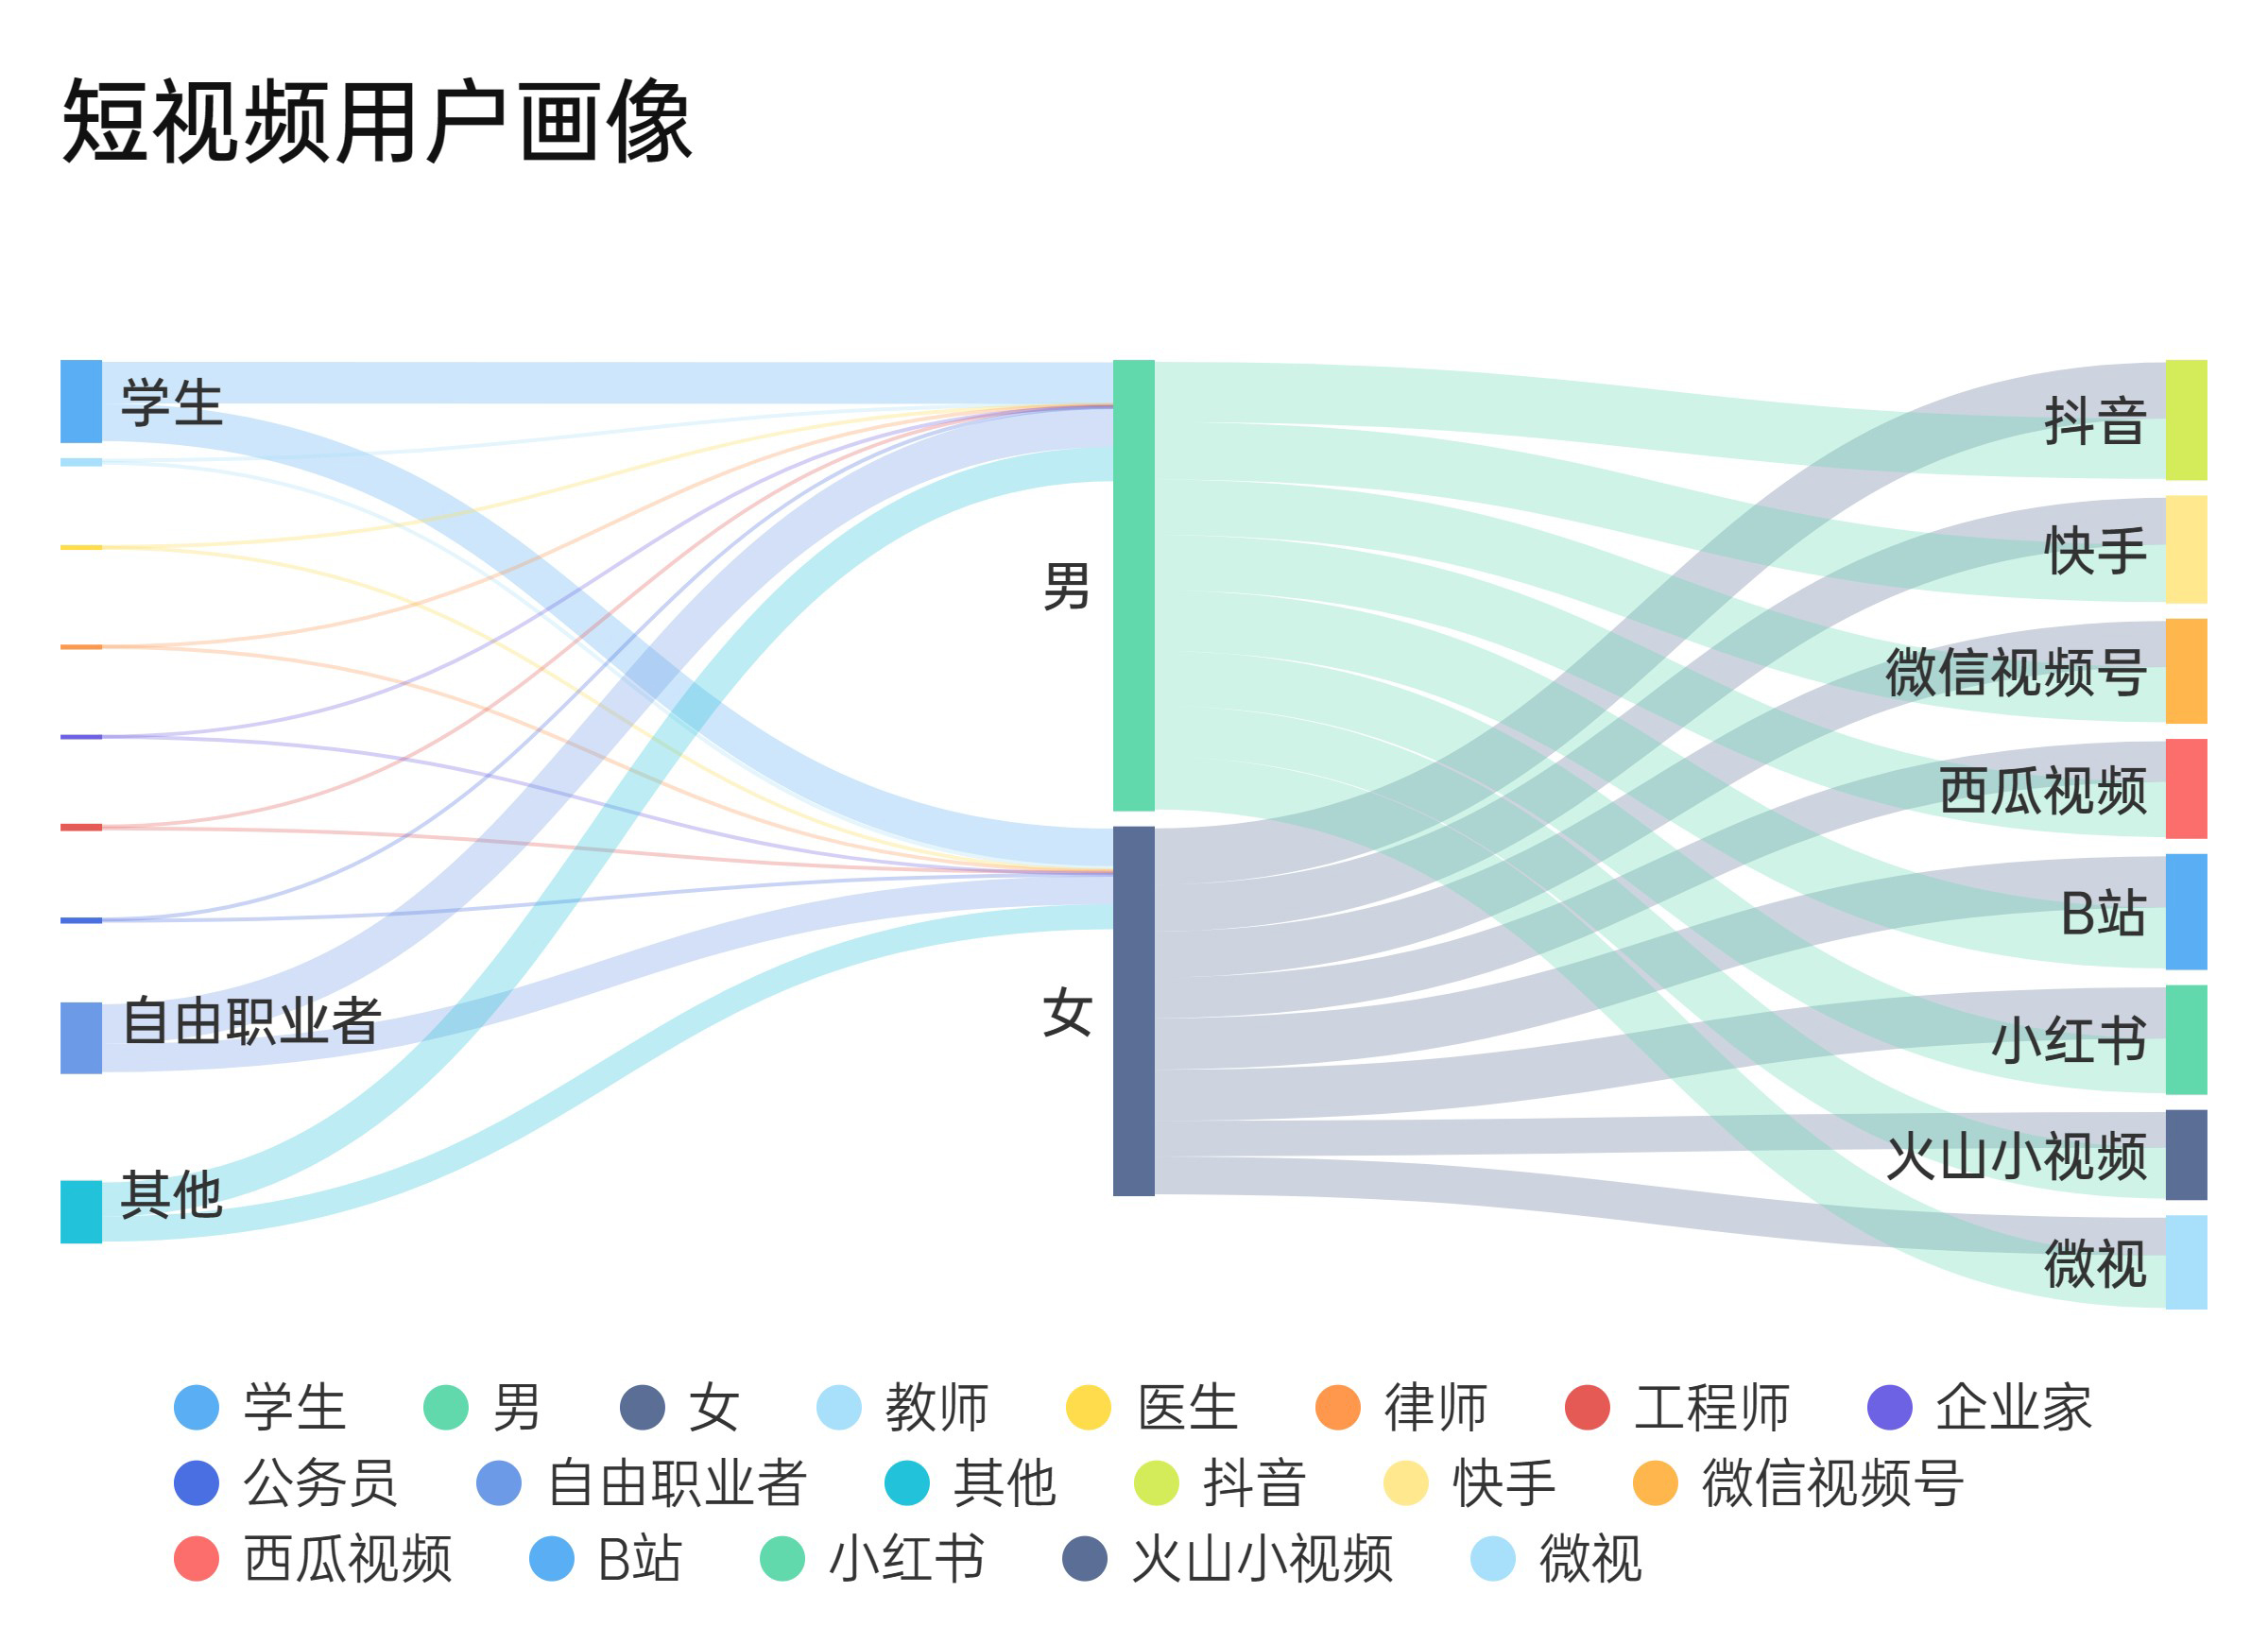 短视频用户画像
学生
自由职业者
其他
男
女
抖音
快手
微信视频号
西瓜视频
B站
小红书
火山小视频
微视
学生 男 女 教师 医生 律师 工程师 企业家
公务员 自由职业者 其他 抖音 快手 微信视频号
西瓜视频 B站 小红书 火山小视频 微视